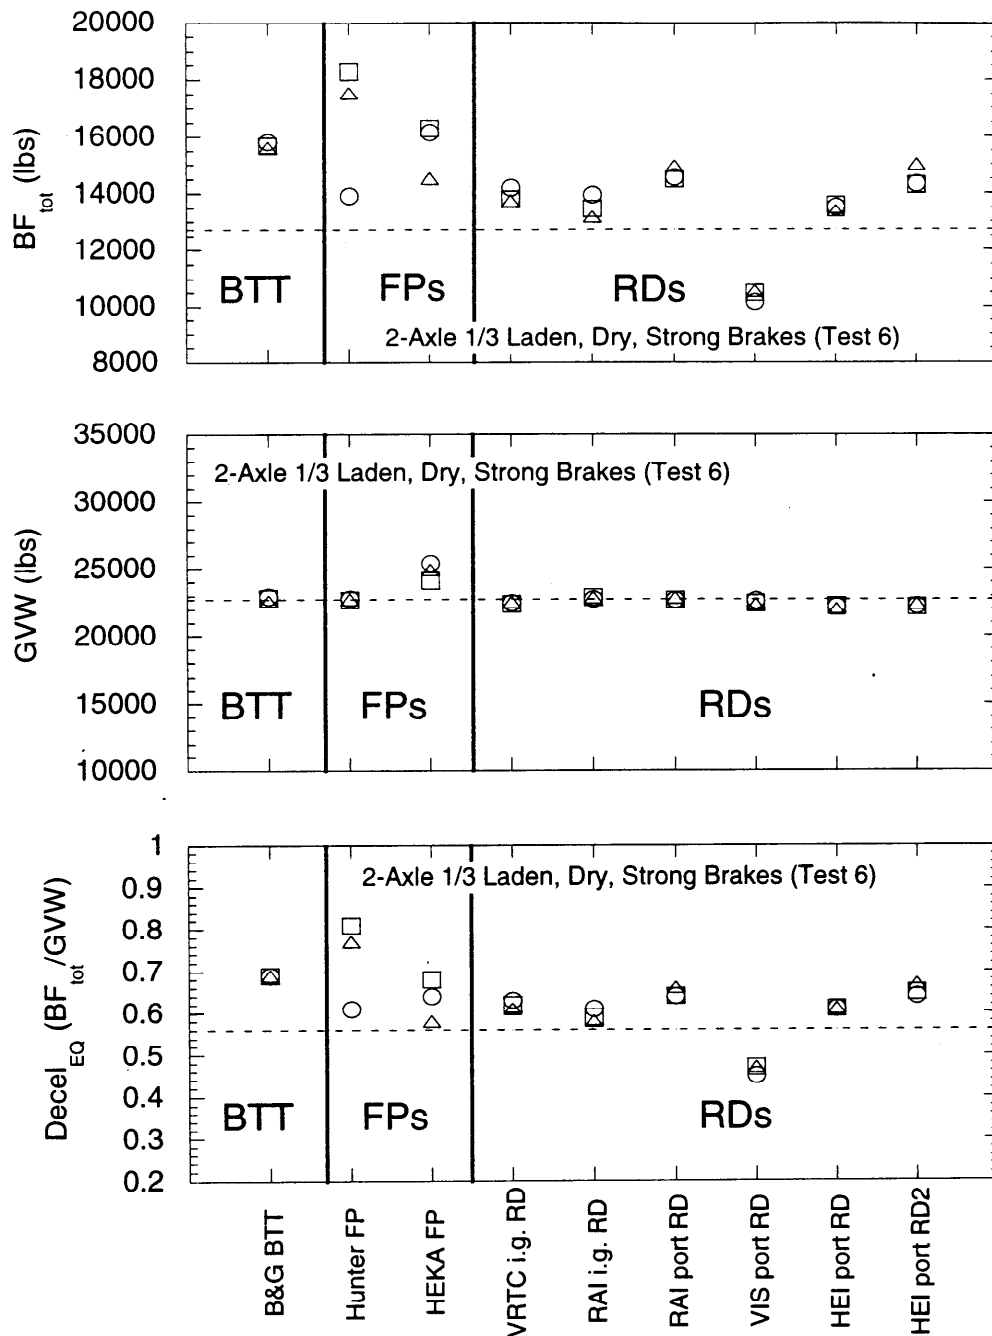 20000
18000
16000
14000
12000
10000
8000
BF_tot (lbs)
BTT
FPs
RDs
2-Axle 1/3 Laden, Dry, Strong Brakes (Test 6)
35000
30000
25000
20000
15000
10000
GVW (lbs)
2-Axle 1/3 Laden, Dry, Strong Brakes (Test 6)
BTT
FPs
RDs
1
0.9
0.8
0.7
0.6
0.5
0.4
0.3
0.2
Decel_EQ (BF_tot/GVW)
2-Axle 1/3 Laden, Dry, Strong Brakes (Test 6)
BTT
FPs
RDs
B&G BTT
Hunter FP
HEKA FP
VRTC i.g. RD
RAI i.g. RD
RAI port RD
VIS port RD
HEI port RD
HEI port RD2